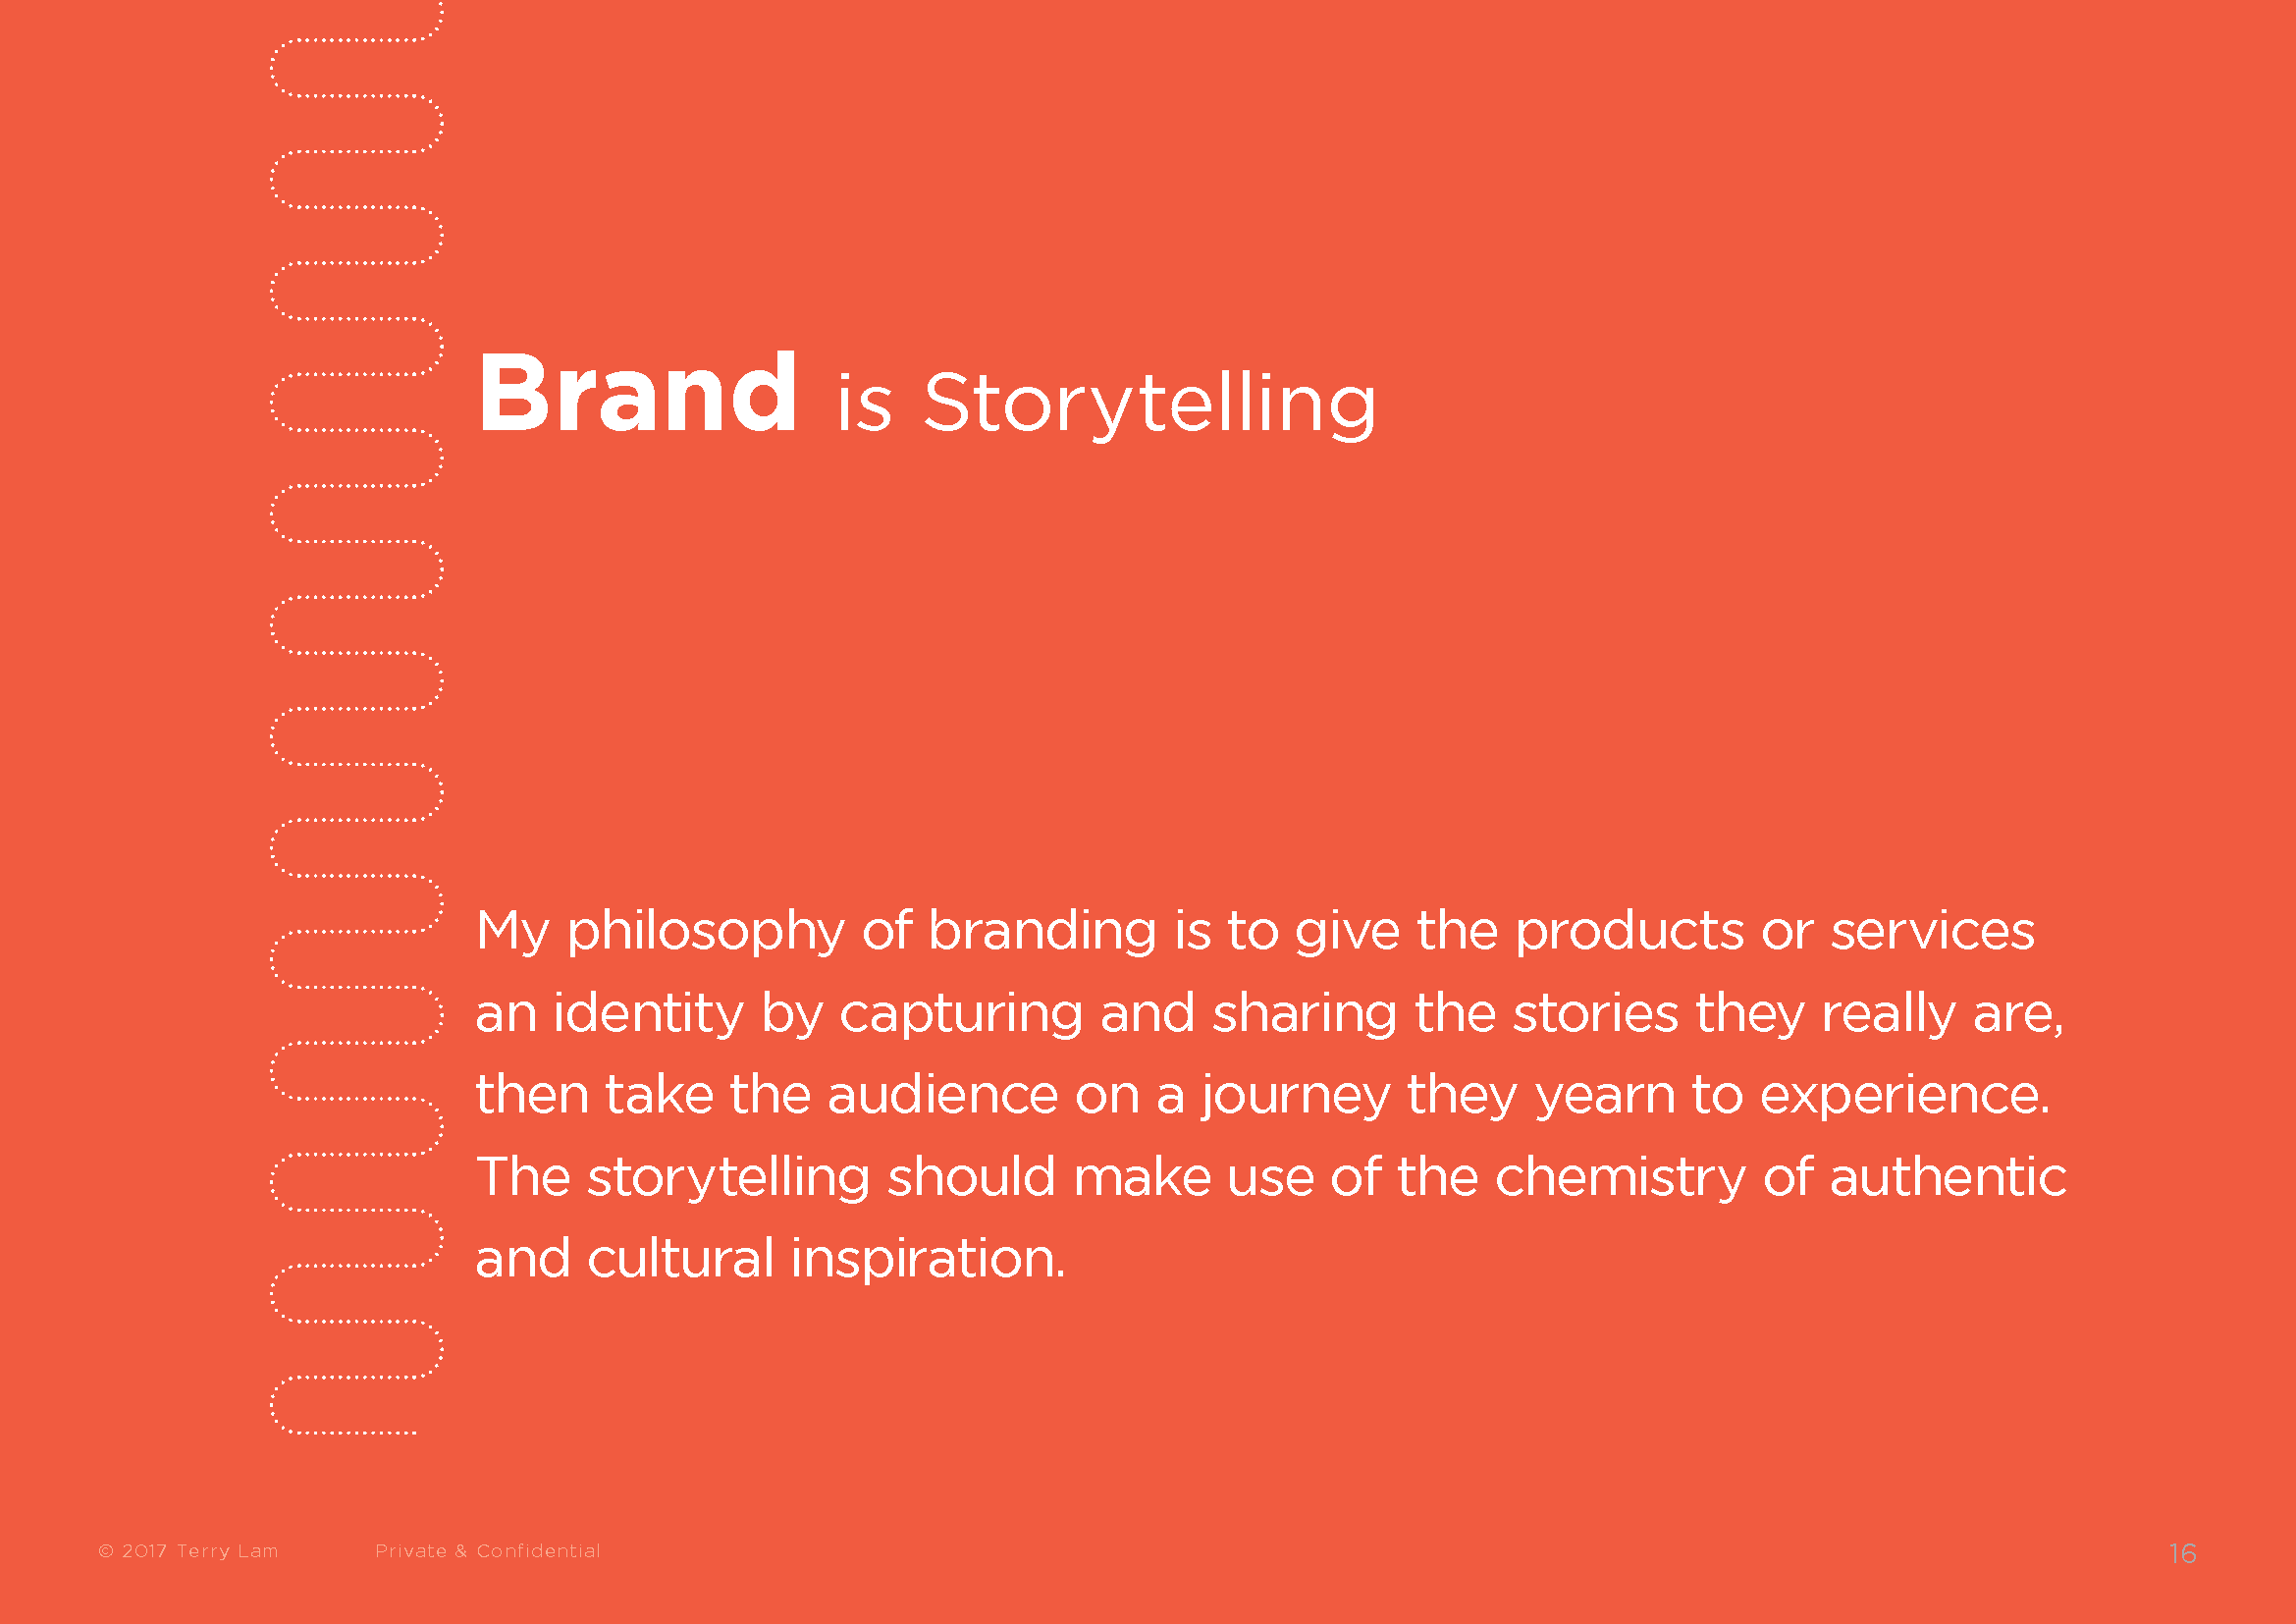 Brand is Storytelling
My philosophy of branding is to give the products or services
an identity by capturing and sharing the stories they really are,
then take the audience on a journey they yearn to experience.
The storytelling should make use of the chemistry of authentic
and cultural inspiration.
© 2017 Terry Lam Private & Confidential 16